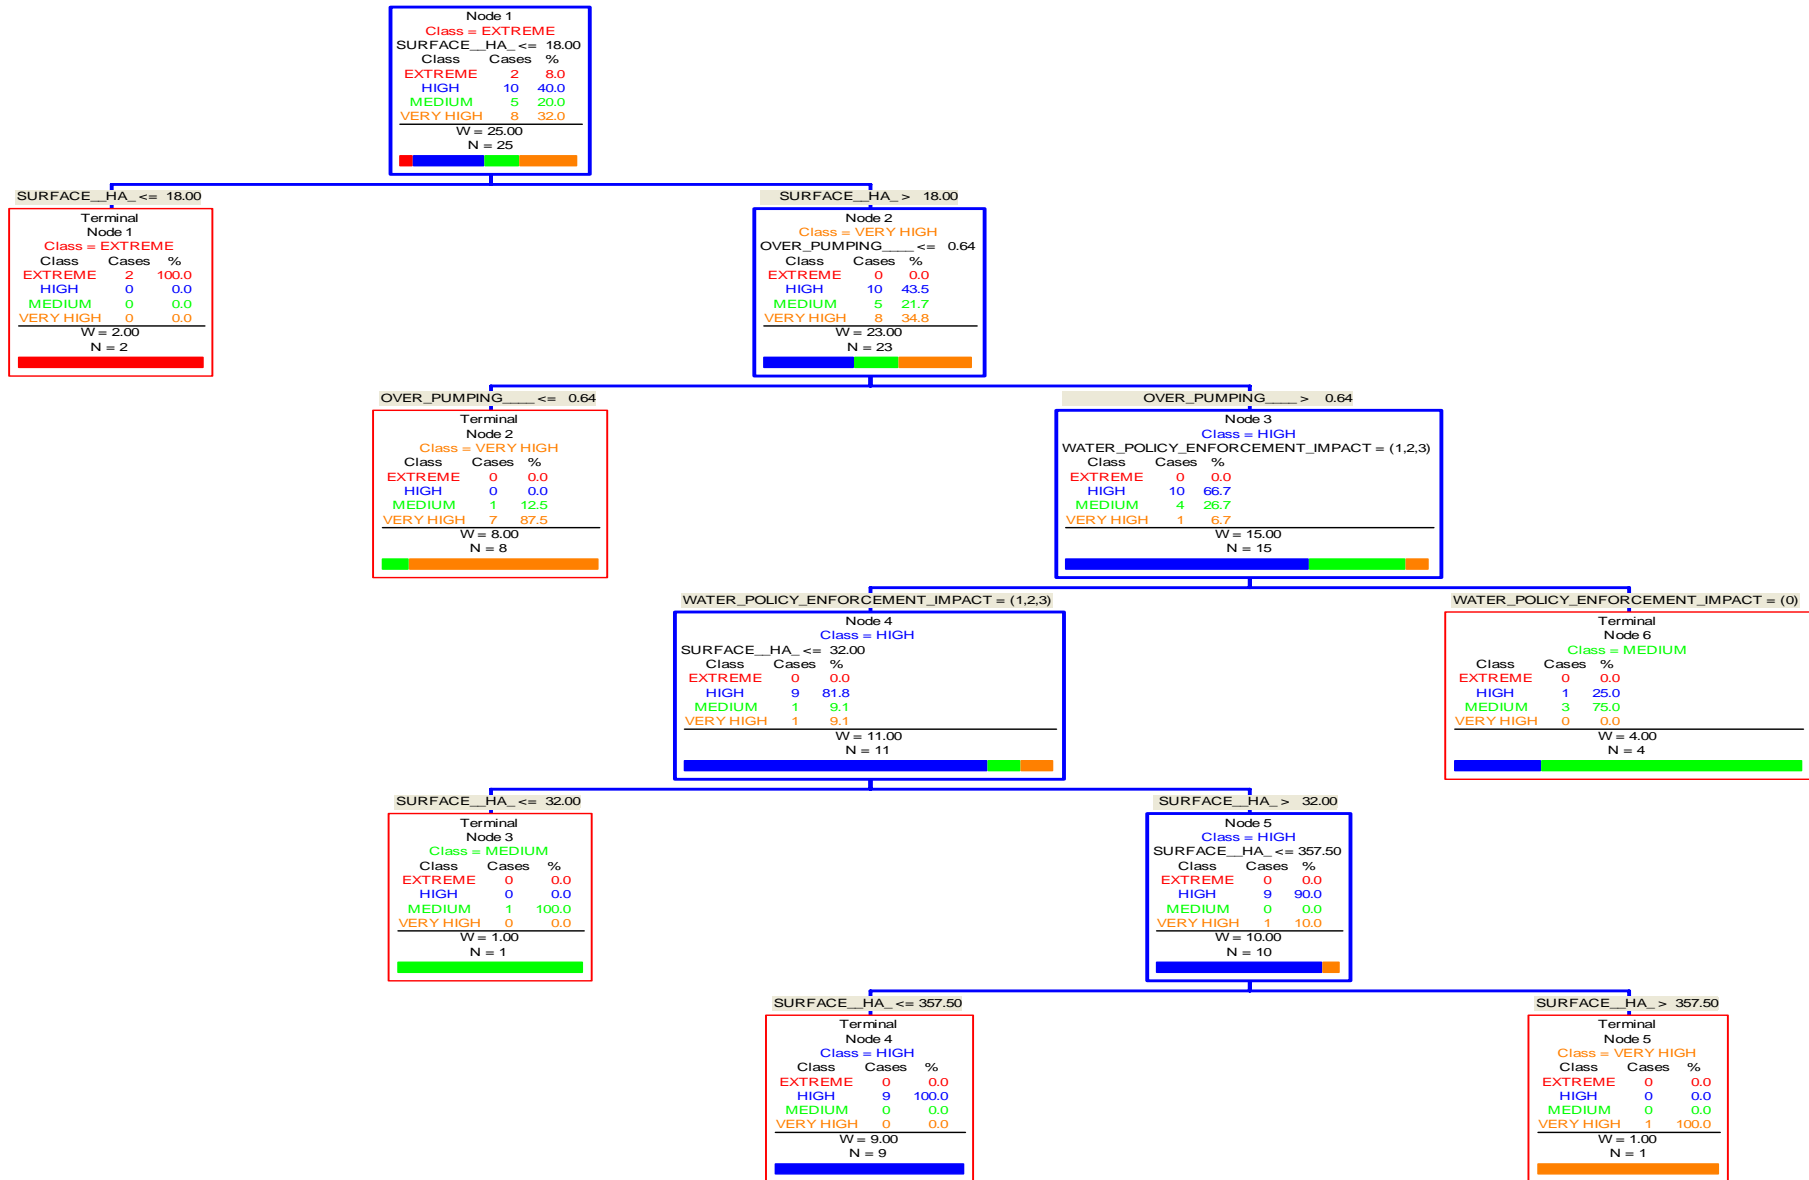 Node 1
Class = EXTREME
SURFACE__HA_ <= 18.00
Class Cases %
EXTREME 2 8.0
HIGH 10 40.0
MEDIUM 5 20.0
VERY HIGH 8 32.0
W = 25.00
N = 25
SURFACE__HA_ <= 18.00
Terminal
Node 1
Class = EXTREME
Class Cases %
EXTREME 2 100.0
HIGH 0 0.0
MEDIUM 0 0.0
VERY HIGH 0 0.0
W = 2.00
N = 2
SURFACE__HA_ > 18.00
Node 2
Class = VERY HIGH
OVER_PUMPING____ <= 0.64
Class Cases %
EXTREME 0 0.0
HIGH 10 43.5
MEDIUM 5 21.7
VERY HIGH 8 34.8
W = 23.00
N = 23
OVER_PUMPING____ <= 0.64
Terminal
Node 2
Class = VERY HIGH
Class Cases %
EXTREME 0 0.0
HIGH 0 0.0
MEDIUM 1 12.5
VERY HIGH 7 87.5
W = 8.00
N = 8
OVER_PUMPING____ > 0.64
Node 3
Class = HIGH
WATER_POLICY_ENFORCEMENT_IMPACT = (1,2,3)
Class Cases %
EXTREME 0 0.0
HIGH 10 66.7
MEDIUM 4 26.7
VERY HIGH 1 6.7
W = 15.00
N = 15
WATER_POLICY_ENFORCEMENT_IMPACT = (1,2,3)
Node 4
Class = HIGH
SURFACE__HA_ <= 32.00
Class Cases %
EXTREME 0 0.0
HIGH 9 81.8
MEDIUM 1 9.1
VERY HIGH 1 9.1
W = 11.00
N = 11
WATER_POLICY_ENFORCEMENT_IMPACT = (0)
Terminal
Node 6
Class = MEDIUM
Class Cases %
EXTREME 0 0.0
HIGH 1 25.0
MEDIUM 3 75.0
VERY HIGH 0 0.0
W = 4.00
N = 4
SURFACE__HA_ <= 32.00
Terminal
Node 3
Class = MEDIUM
Class Cases %
EXTREME 0 0.0
HIGH 0 0.0
MEDIUM 1 100.0
VERY HIGH 0 0.0
W = 1.00
N = 1
SURFACE__HA_ > 32.00
Node 5
Class = HIGH
SURFACE__HA_ <= 357.50
Class Cases %
EXTREME 0 0.0
HIGH 9 90.0
MEDIUM 0 0.0
VERY HIGH 1 10.0
W = 10.00
N = 10
SURFACE__HA_ <= 357.50
Terminal
Node 4
Class = HIGH
Class Cases %
EXTREME 0 0.0
HIGH 9 100.0
MEDIUM 0 0.0
VERY HIGH 0 0.0
W = 9.00
N = 9
SURFACE__HA_ > 357.50
Terminal
Node 5
Class = VERY HIGH
Class Cases %
EXTREME 0 0.0
HIGH 0 0.0
MEDIUM 0 0.0
VERY HIGH 1 100.0
W = 1.00
N = 1